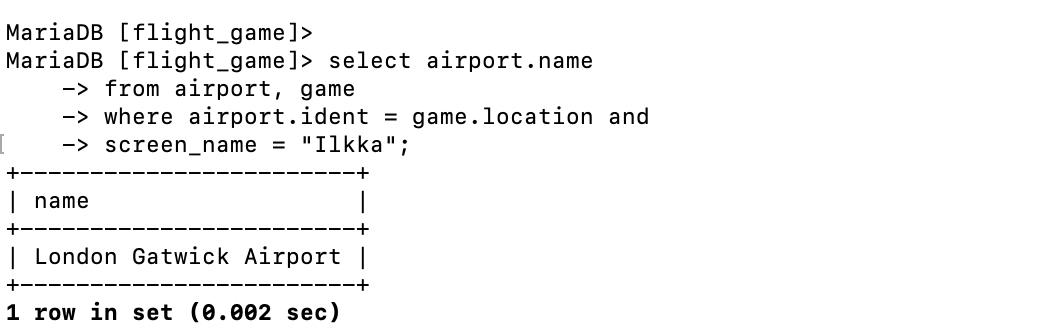 MariaDB [flight_game]>
MariaDB [flight_game]> select airport.name
    -> from airport, game
    -> where airport.ident = game.location and
[    -> screen_name = "Ilkka";
+------------------------+
| name                   |
+------------------------+
| London Gatwick Airport |
+------------------------+
1 row in set (0.002 sec)